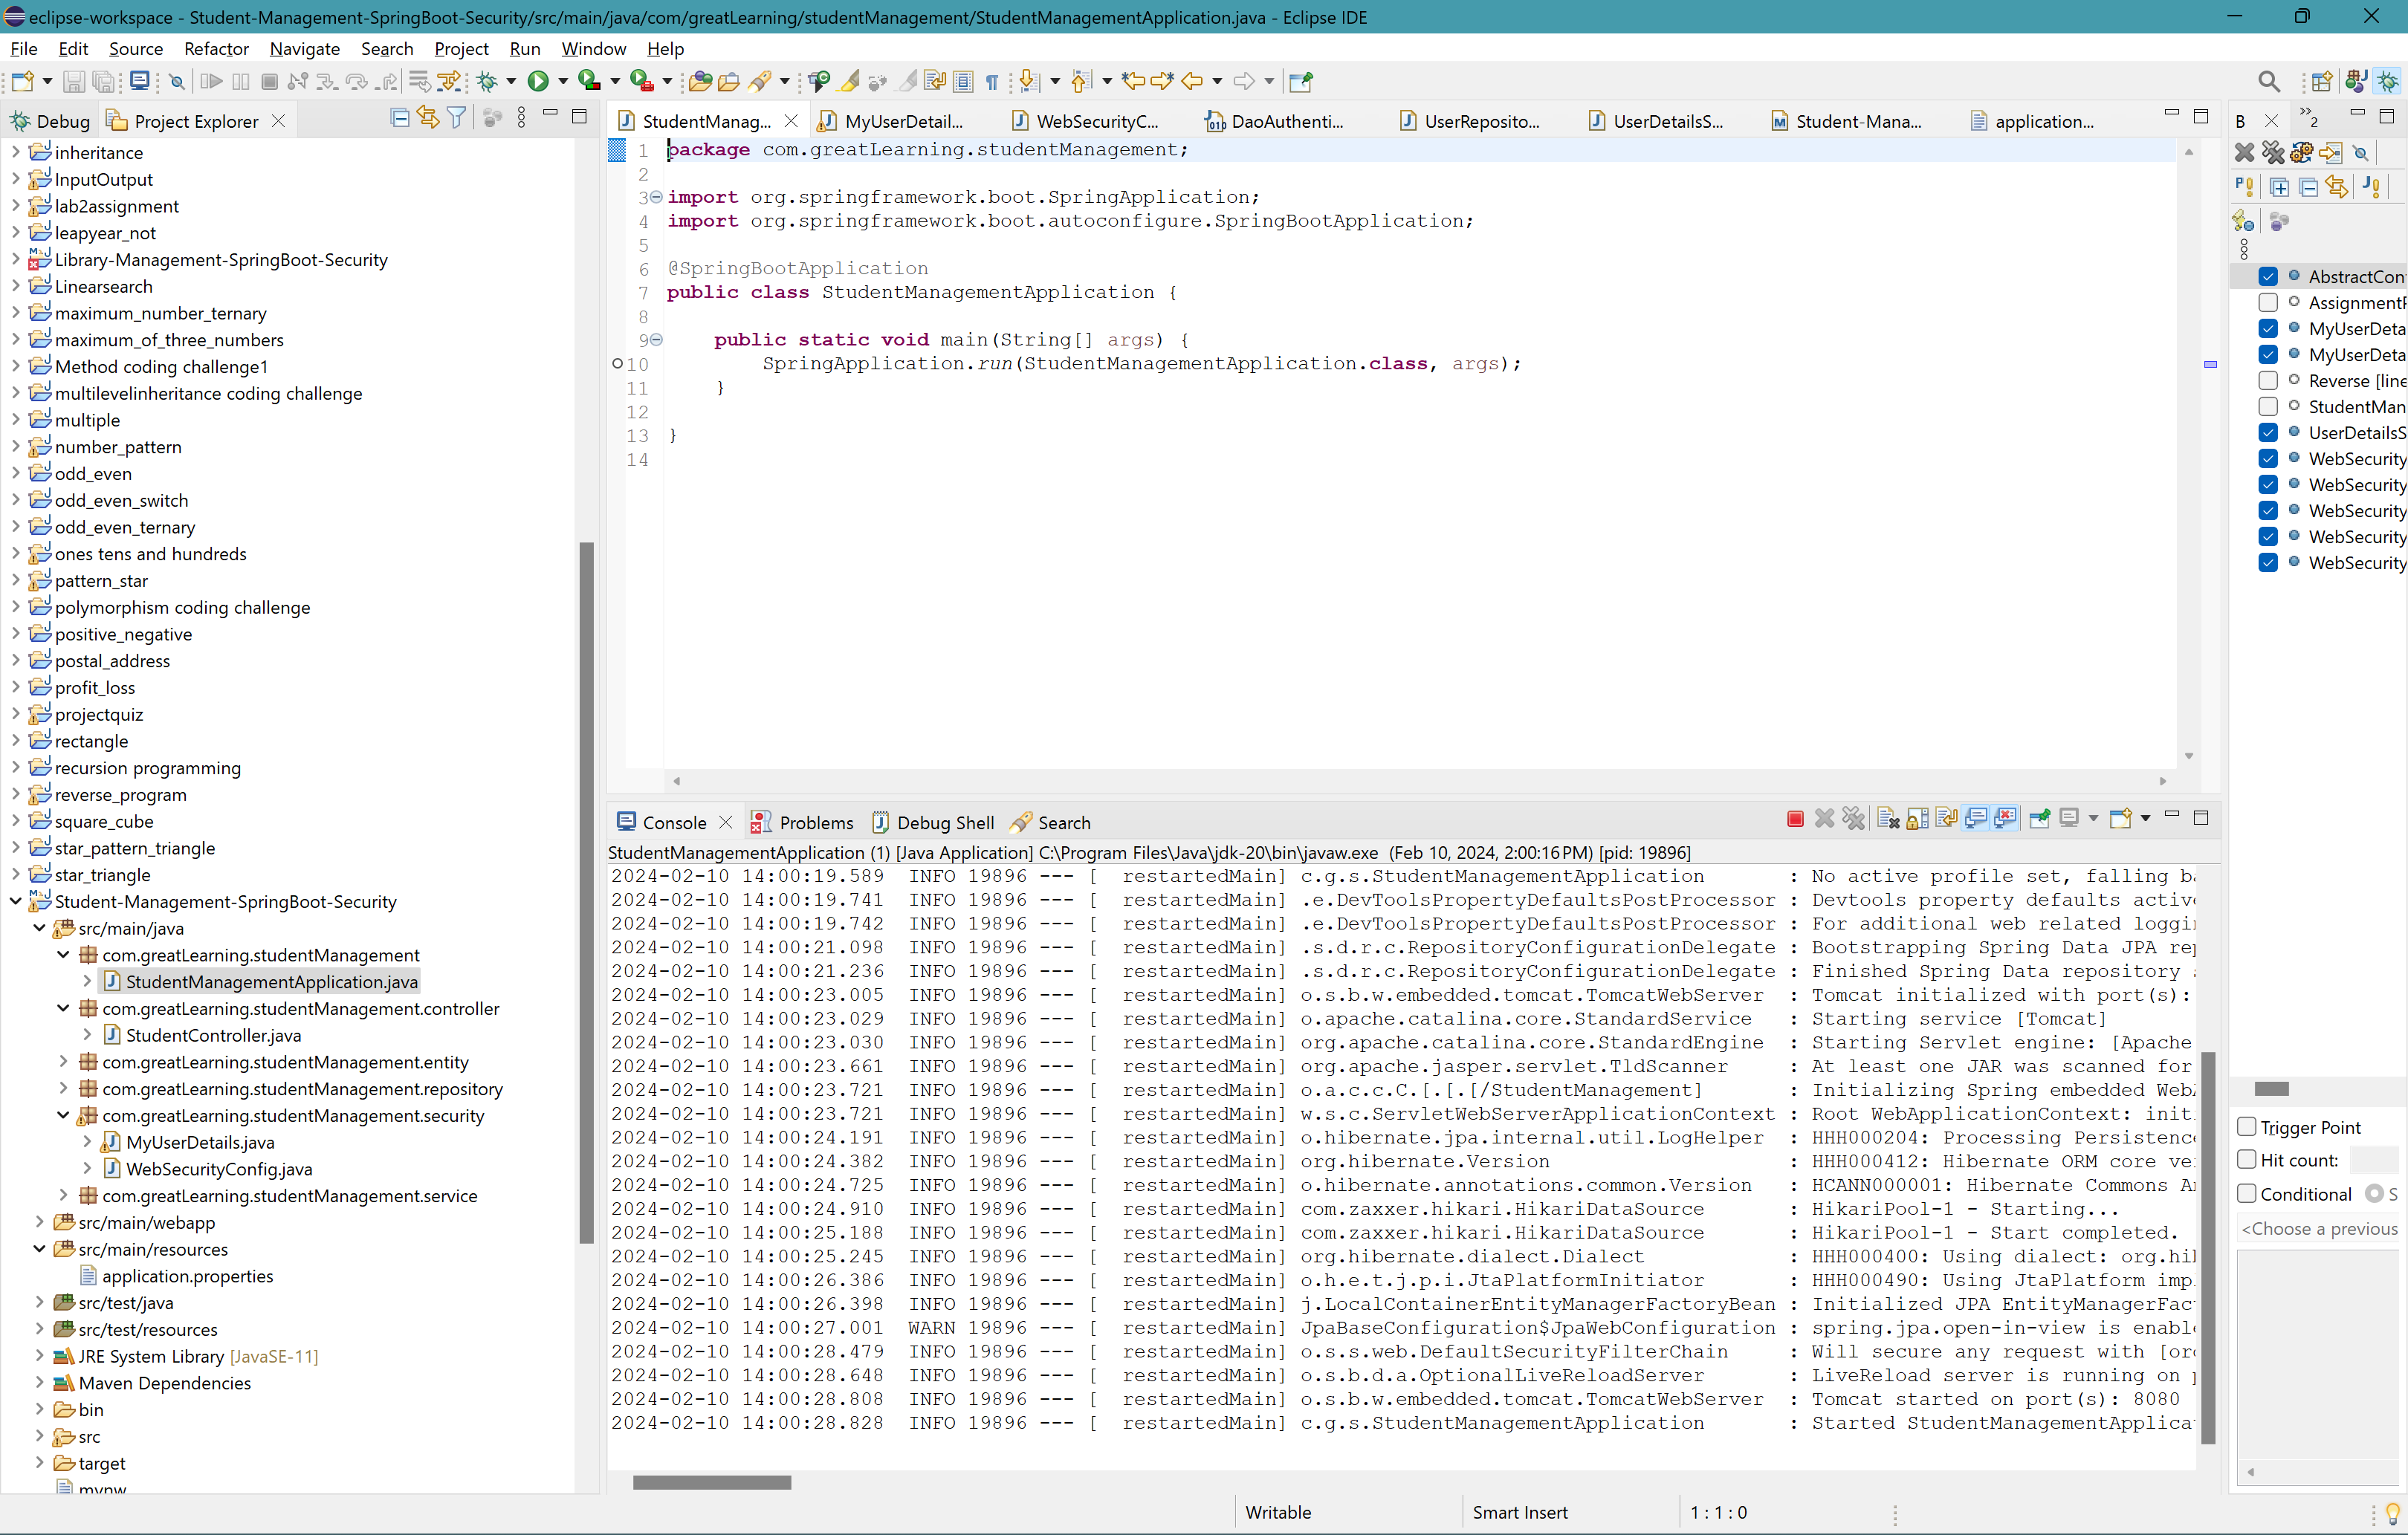 eclipse-workspace - Student-Management-SpringBoot-Security/src/main/java/com/greatLearning/studentManagement/StudentManagementApplication.java - Eclipse IDE
File Edit Source Refactor Navigate Search Project Run Window Help
Debug Project Explorer
inheritance
InputOutput
lab2assignment
leapyear_not
Library-Management-SpringBoot-Security
Linearsearch
maximum_number_ternary
maximum_of_three_numbers
Method coding challenge1
multilevelinheritance coding challenge
multiple
number_pattern
odd_even
odd_even_switch
odd_even_ternary
ones tens and hundreds
pattern_star
polymorphism coding challenge
positive_negative
postal_address
profit_loss
projectquiz
rectangle
recursion programming
reverse_program
square_cube
star_pattern_triangle
star_triangle
Student-Management-SpringBoot-Security
src/main/java
com.greatLearning.studentManagement
StudentManagementApplication.java
com.greatLearning.studentManagement.controller
StudentController.java
com.greatLearning.studentManagement.entity
com.greatLearning.studentManagement.repository
com.greatLearning.studentManagement.security
MyUserDetails.java
WebSecurityConfig.java
com.greatLearning.studentManagement.service
src/main/webapp
src/main/resources
application.properties
src/test/java
src/test/resources
JRE System Library [JavaSE-11]
Maven Dependencies
bin
src
target
StudentManag... MyUserDetail... WebSecurityC... DaoAuthenti... UserReposito... UserDetailsS... Student-Mana... application...
1 package com.greatLearning.studentManagement;
2
3 import org.springframework.boot.SpringApplication;
4 import org.springframework.boot.autoconfigure.SpringBootApplication;
5
6 @SpringBootApplication
7 public class StudentManagementApplication {
8
9 public static void main(String[] args) {
10 SpringApplication.run(StudentManagementApplication.class, args);
11 }
12
13 }
14
Console Problems Debug Shell Search
StudentManagementApplication (1) [Java Application] C:\Program Files\Java\jdk-20\bin\javaw.exe (Feb 10, 2024, 2:00:16 PM) [pid: 19896]
2024-02-10 14:00:19.589 INFO 19896 --- [ restartedMain] c.g.s.StudentManagementApplication : No active profile set, falling ba
2024-02-10 14:00:19.741 INFO 19896 --- [ restartedMain] .e.DevToolsPropertyDefaultsPostProcessor : Devtools property defaults active
2024-02-10 14:00:19.742 INFO 19896 --- [ restartedMain] .e.DevToolsPropertyDefaultsPostProcessor : For additional web related loggi
2024-02-10 14:00:21.098 INFO 19896 --- [ restartedMain] .s.d.r.c.RepositoryConfigurationDelegate : Bootstrapping Spring Data JPA rep
2024-02-10 14:00:21.236 INFO 19896 --- [ restartedMain] .s.d.r.c.RepositoryConfigurationDelegate : Finished Spring Data repository
2024-02-10 14:00:23.005 INFO 19896 --- [ restartedMain] o.s.b.w.embedded.tomcat.TomcatWebServer : Tomcat initialized with port(s):
2024-02-10 14:00:23.029 INFO 19896 --- [ restartedMain] o.apache.catalina.core.StandardService : Starting service [Tomcat]
2024-02-10 14:00:23.030 INFO 19896 --- [ restartedMain] org.apache.catalina.core.StandardEngine : Starting Servlet engine: [Apache
2024-02-10 14:00:23.661 INFO 19896 --- [ restartedMain] org.apache.jasper.servlet.TldScanner : At least one JAR was scanned for
2024-02-10 14:00:23.721 INFO 19896 --- [ restartedMain] o.a.c.c.C.[.[.[/StudentManagement] : Initializing Spring embedded WebA
2024-02-10 14:00:23.721 INFO 19896 --- [ restartedMain] w.s.c.ServletWebServerApplicationContext : Root WebApplicationContext: initi
2024-02-10 14:00:24.191 INFO 19896 --- [ restartedMain] o.hibernate.jpa.internal.util.LogHelper : HHH000204: Processing Persistence
2024-02-10 14:00:24.382 INFO 19896 --- [ restartedMain] org.hibernate.Version : HHH000412: Hibernate ORM core ve
2024-02-10 14:00:24.725 INFO 19896 --- [ restartedMain] o.hibernate.annotations.common.Version : HCANN000001: Hibernate Commons A
2024-02-10 14:00:24.910 INFO 19896 --- [ restartedMain] com.zaxxer.hikari.HikariDataSource : HikariPool-1 - Starting...
2024-02-10 14:00:25.188 INFO 19896 --- [ restartedMain] com.zaxxer.hikari.HikariDataSource : HikariPool-1 - Start completed.
2024-02-10 14:00:25.245 INFO 19896 --- [ restartedMain] org.hibernate.dialect.Dialect : HHH000400: Using dialect: org.hi
2024-02-10 14:00:26.386 INFO 19896 --- [ restartedMain] o.h.e.t.j.p.i.JtaPlatformInitiator : HHH000490: Using JtaPlatform imp
2024-02-10 14:00:26.398 INFO 19896 --- [ restartedMain] j.LocalContainerEntityManagerFactoryBean : Initialized JPA EntityManagerFac
2024-02-10 14:00:27.001 WARN 19896 --- [ restartedMain] JpaBaseConfiguration$JpaWebConfiguration : spring.jpa.open-in-view is enabl
2024-02-10 14:00:28.479 INFO 19896 --- [ restartedMain] o.s.s.web.DefaultSecurityFilterChain : Will secure any request with [or
2024-02-10 14:00:28.648 INFO 19896 --- [ restartedMain] o.s.b.d.a.OptionalLiveReloadServer : LiveReload server is running on
2024-02-10 14:00:28.808 INFO 19896 --- [ restartedMain] o.s.b.w.embedded.tomcat.TomcatWebServer : Tomcat started on port(s): 8080
2024-02-10 14:00:28.828 INFO 19896 --- [ restartedMain] c.g.s.StudentManagementApplication : Started StudentManagementApplica
B
2
AbstractCon
Assignment
MyUserDeta
MyUserDeta
Reverse [line
StudentMan
UserDetailsS
WebSecurity
WebSecurity
WebSecurity
WebSecurity
WebSecurity
Trigger Point
Hit count:
Conditional S
<Choose a previous
Writable Smart Insert 1 : 1 : 0